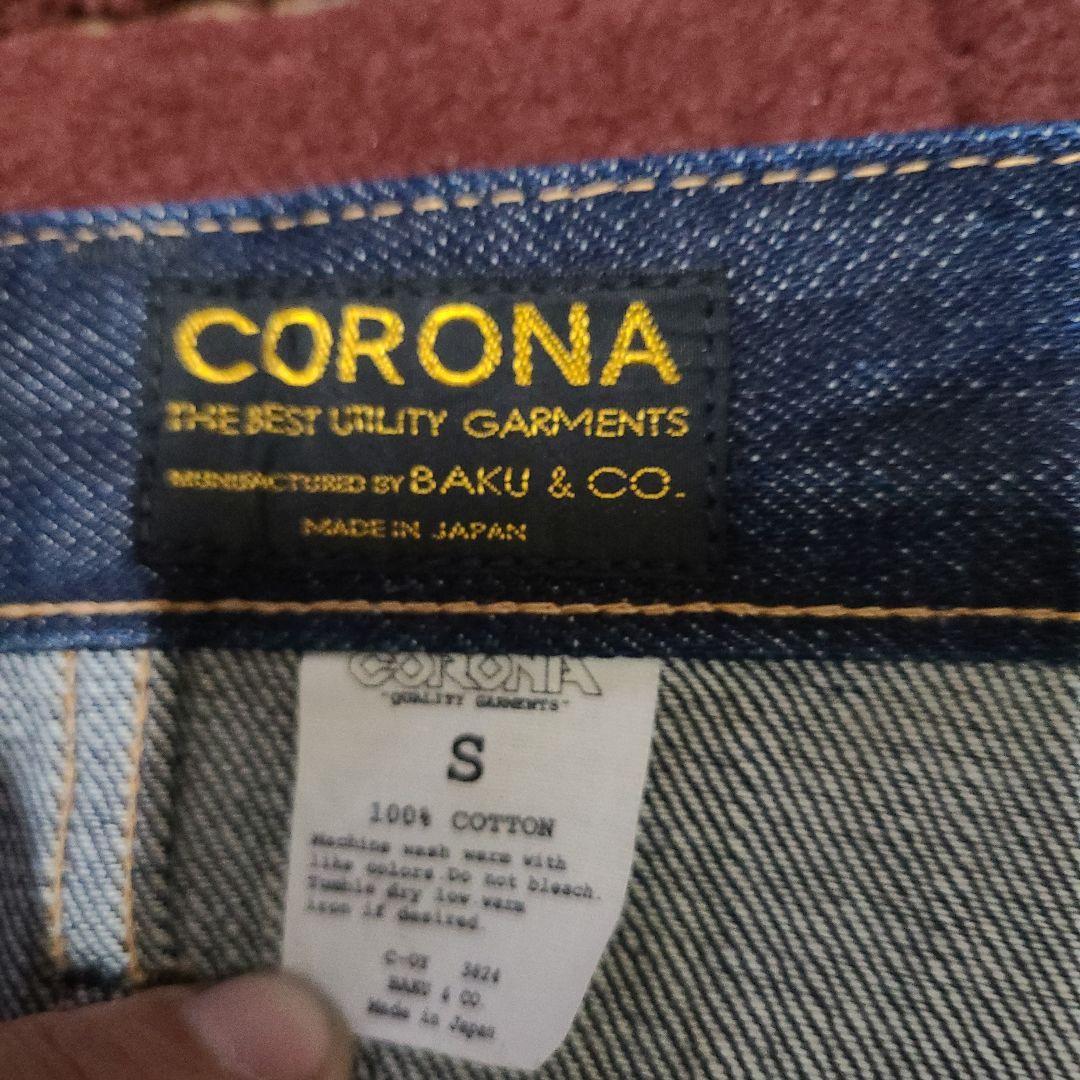 CORONA
THE BEST UTILITY GARMENTS
MUNUFACTURED BY BAKU & CO.
MADE IN JAPAN
CORONA
"QUALITY GARMENTS"
S
100% COTTON
Machine wash warm with
like colors.Do not bleach.
Tumble dry low warm
iron if desired.
BAKU & CO.
Made in Japan